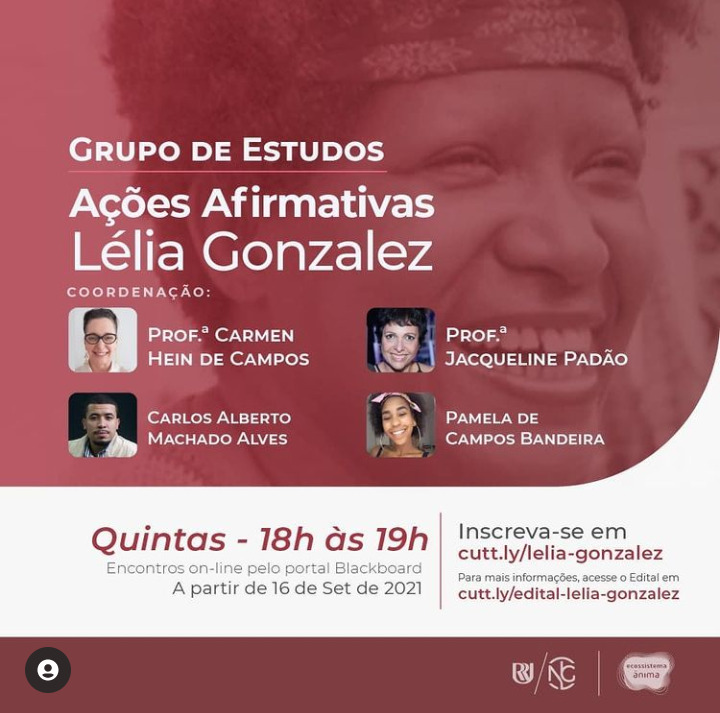 GRUPO DE ESTUDOS
Ações Afirmativas
Lélia Gonzalez
COORDENAÇÃO:
PROF.ª CARMEN
HEIN DE CAMPOS
PROF.ª
JACQUELINE PADÃO
CARLOS ALBERTO
MACHADO ALVES
PAMELA DE
CAMPOS BANDEIRA
Quintas - 18h às 19h
Encontros on-line pelo portal Blackboard
A partir de 16 de Set de 2021
Inscreva-se em
cutt.ly/lelia-gonzalez
Para mais informações, acesse o Edital em
cutt.ly/edital-lelia-gonzalez
ecossistema
ânima